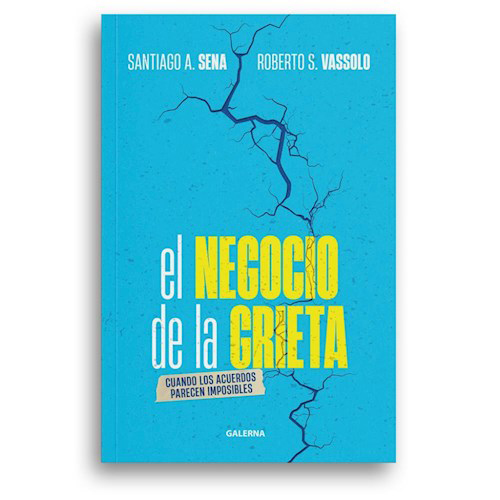 SANTIAGO A. SENA ROBERTO S. VASSOLO
el NEGOCIO
de la GRIETA
CUANDO LOS ACUERDOS
PARECEN IMPOSIBLES
GALERNA